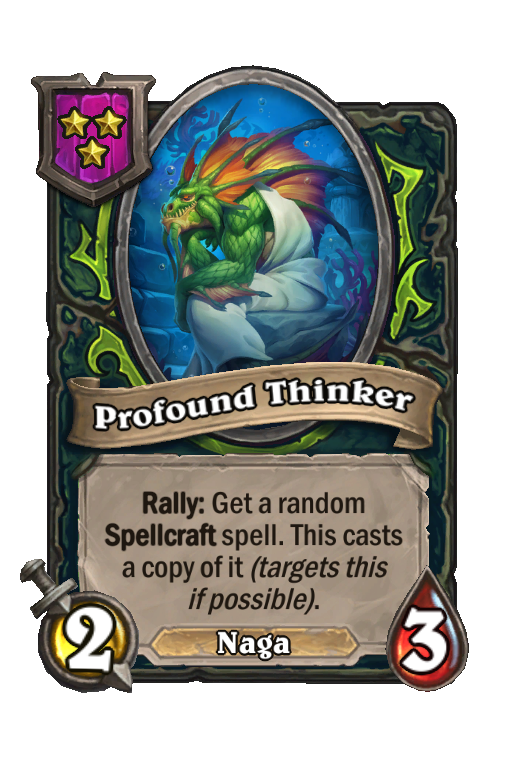 Profound Thinker
Rally: Get a random
Spellcraft spell. This casts
a copy of it (targets this
if possible).
2
Naga
3